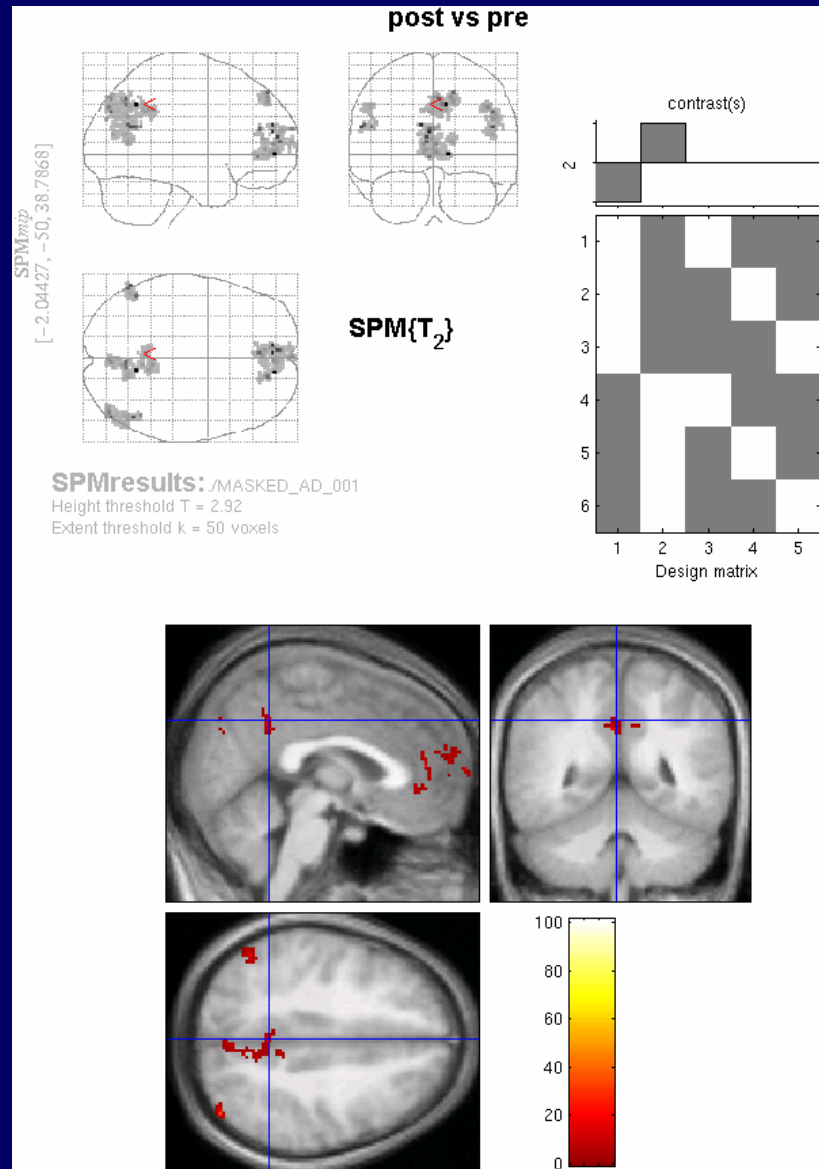 post vs pre
SPMmip
[-2.04427, -50, 38.7868]
<
<
<
SPM{T2}
SPMresults: ./MASKED_AD_001
Height threshold T = 2.92
Extent threshold k = 50 voxels
contrast(s)
2
1
2
3
4
5
6
1 2 3 4 5
Design matrix
100
80
60
40
20
0